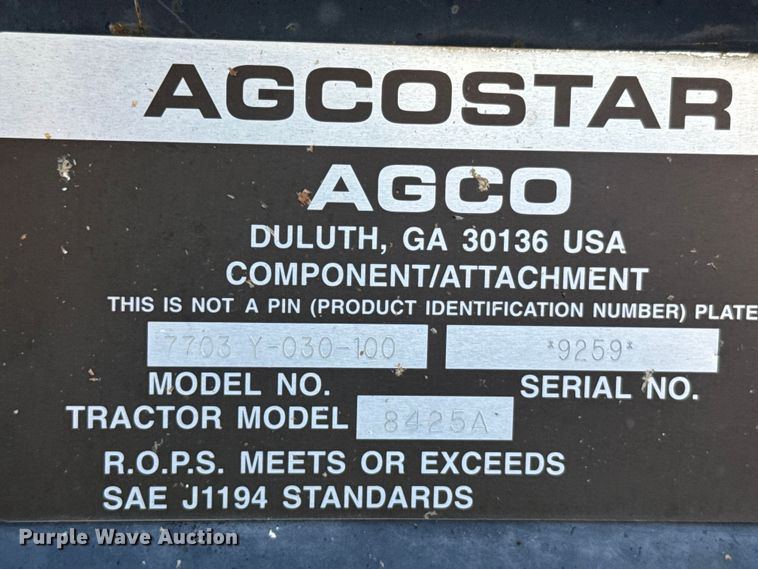 AGCOSTAR
AGCO
DULUTH, GA 30136 USA
COMPONENT/ATTACHMENT
THIS IS NOT A PIN (PRODUCT IDENTIFICATION NUMBER) PLATE
7703 Y-030-100 *9259*
MODEL NO. SERIAL NO.
TRACTOR MODEL 8425A
R.O.P.S. MEETS OR EXCEEDS
SAE J1194 STANDARDS
Purple Wave Auction